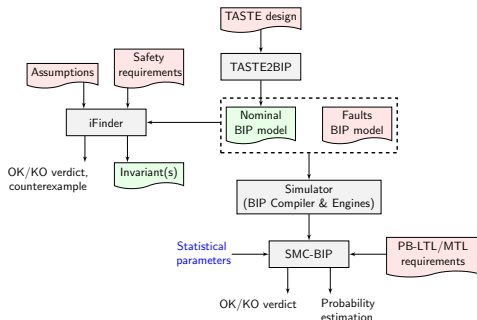 TASTE design
TASTE2BIP
Assumptions
Safety
requirements
iFinder
Nominal
BIP model
Faults
BIP model
OK/KO verdict,
counterexample
Invariant(s)
Simulator
(BIP Compiler & Engines)
Statistical
parameters
SMC-BIP
PB-LTL/MTL
requirements
OK/KO verdict
Probability
estimation